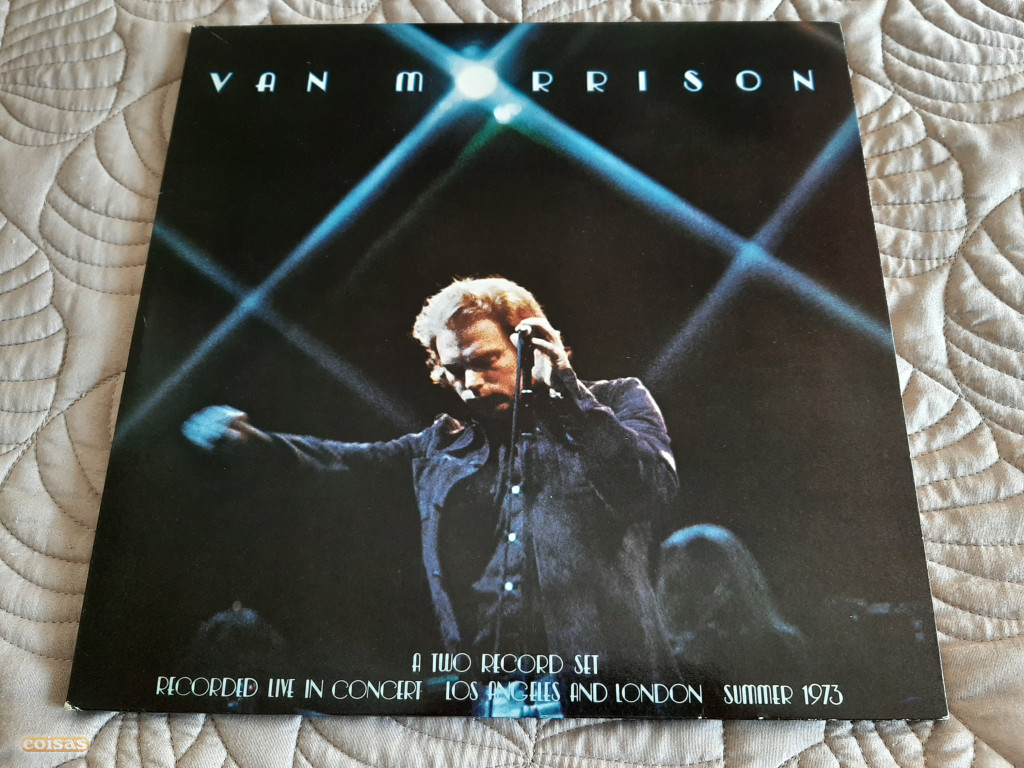 VAN MORRISON
A TWO RECORD SET
RECORDED LIVE IN CONCERT LOS ANGELES AND LONDON SUMMER 1973
coisas